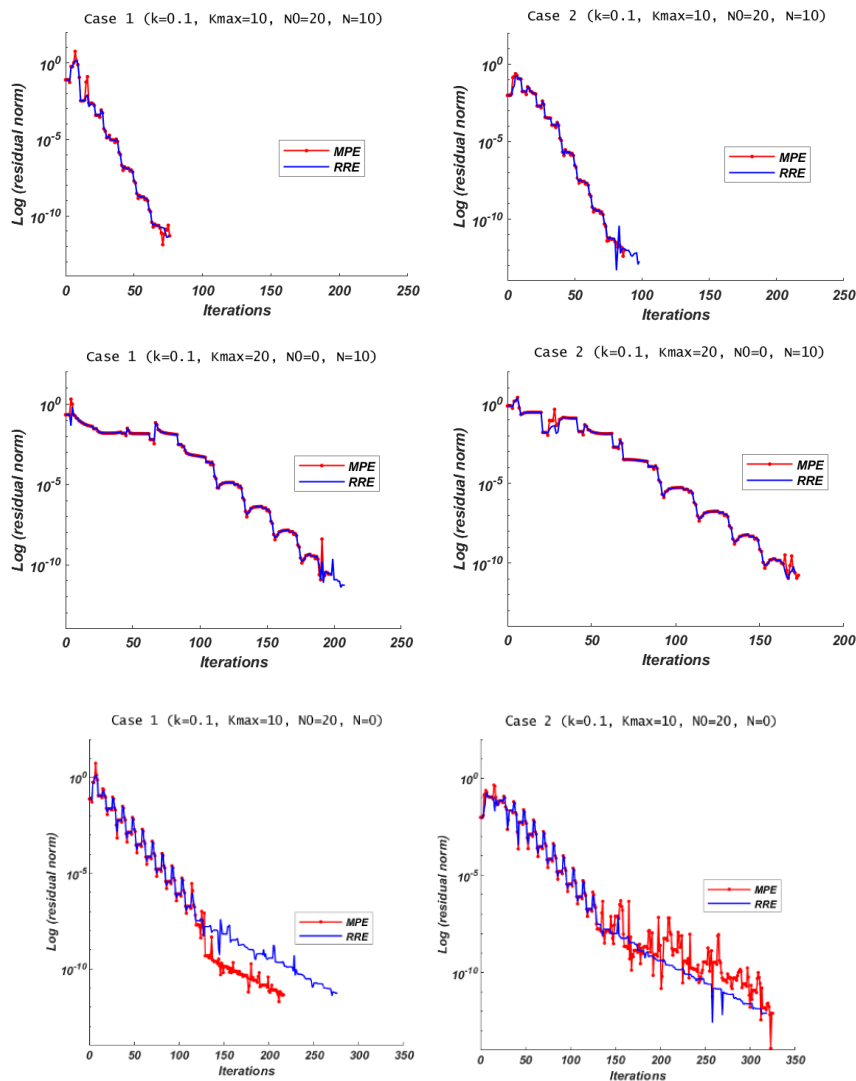 Case 1 (k=0.1, Kmax=10, N0=20, N=10)
Log (residual norm)
10^0
10^-5
10^-10
MPE
RRE
0 50 100 150 200 250
Iterations
Case 2 (k=0.1, Kmax=10, N0=20, N=10)
Log (residual norm)
10^0
10^-5
10^-10
MPE
RRE
0 50 100 150 200 250
Iterations
Case 1 (k=0.1, Kmax=20, N0=0, N=10)
Log (residual norm)
10^0
10^-5
10^-10
MPE
RRE
0 50 100 150 200 250
Iterations
Case 2 (k=0.1, Kmax=20, N0=0, N=10)
Log (residual norm)
10^0
10^-5
10^-10
MPE
RRE
0 50 100 150 200
Iterations
Case 1 (k=0.1, Kmax=10, N0=20, N=0)
Log (residual norm)
10^0
10^-5
10^-10
MPE
RRE
0 50 100 150 200 250 300 350
Iterations
Case 2 (k=0.1, Kmax=10, N0=20, N=0)
Log (residual norm)
10^0
10^-5
10^-10
MPE
RRE
0 50 100 150 200 250 300 350
Iterations